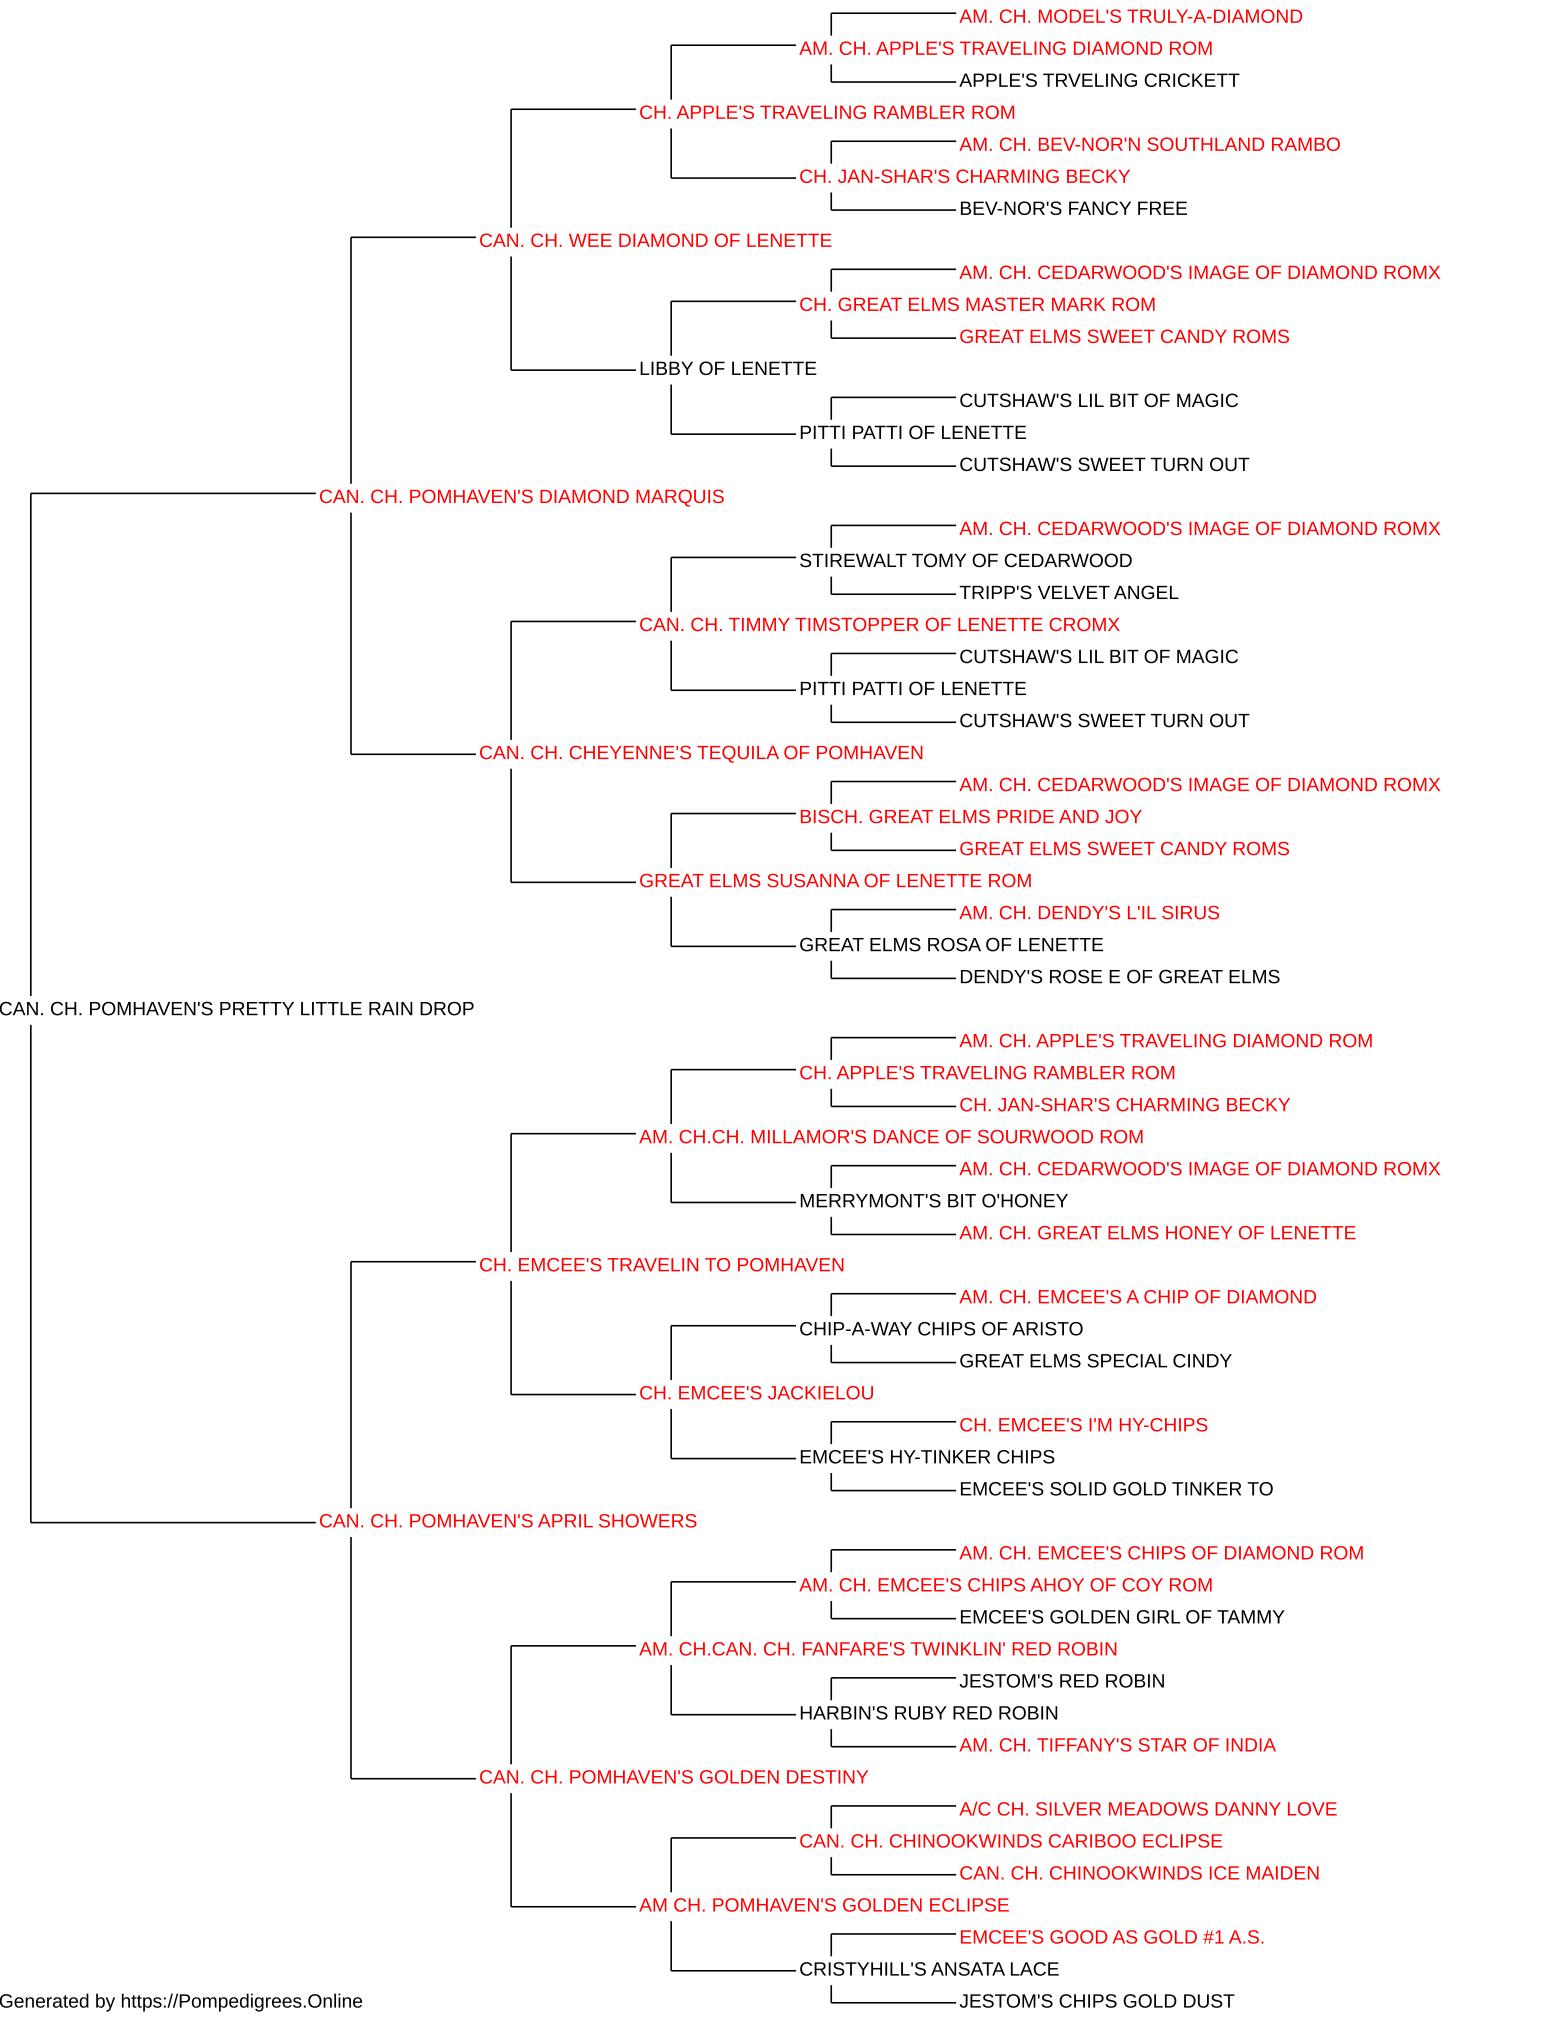 AM. CH. MODEL'S TRULY-A-DIAMOND
AM. CH. APPLE'S TRAVELING DIAMOND ROM
APPLE'S TRVELING CRICKETT
CH. APPLE'S TRAVELING RAMBLER ROM
AM. CH. BEV-NOR'N SOUTHLAND RAMBO
CH. JAN-SHAR'S CHARMING BECKY
BEV-NOR'S FANCY FREE
CAN. CH. WEE DIAMOND OF LENETTE
AM. CH. CEDARWOOD'S IMAGE OF DIAMOND ROMX
CH. GREAT ELMS MASTER MARK ROM
GREAT ELMS SWEET CANDY ROMS
LIBBY OF LENETTE
CUTSHAW'S LIL BIT OF MAGIC
PITTI PATTI OF LENETTE
CUTSHAW'S SWEET TURN OUT
CAN. CH. POMHAVEN'S DIAMOND MARQUIS
AM. CH. CEDARWOOD'S IMAGE OF DIAMOND ROMX
STIREWALT TOMY OF CEDARWOOD
TRIPP'S VELVET ANGEL
CAN. CH. TIMMY TIMSTOPPER OF LENETTE CROMX
CUTSHAW'S LIL BIT OF MAGIC
PITTI PATTI OF LENETTE
CUTSHAW'S SWEET TURN OUT
CAN. CH. CHEYENNE'S TEQUILA OF POMHAVEN
AM. CH. CEDARWOOD'S IMAGE OF DIAMOND ROMX
BISCH. GREAT ELMS PRIDE AND JOY
GREAT ELMS SWEET CANDY ROMS
GREAT ELMS SUSANNA OF LENETTE ROM
AM. CH. DENDY'S L'IL SIRUS
GREAT ELMS ROSA OF LENETTE
DENDY'S ROSE E OF GREAT ELMS
CAN. CH. POMHAVEN'S PRETTY LITTLE RAIN DROP
AM. CH. APPLE'S TRAVELING DIAMOND ROM
CH. APPLE'S TRAVELING RAMBLER ROM
CH. JAN-SHAR'S CHARMING BECKY
AM. CH.CH. MILLAMOR'S DANCE OF SOURWOOD ROM
AM. CH. CEDARWOOD'S IMAGE OF DIAMOND ROMX
MERRYMONT'S BIT O'HONEY
AM. CH. GREAT ELMS HONEY OF LENETTE
CH. EMCEE'S TRAVELIN TO POMHAVEN
AM. CH. EMCEE'S A CHIP OF DIAMOND
CHIP-A-WAY CHIPS OF ARISTO
GREAT ELMS SPECIAL CINDY
CH. EMCEE'S JACKIELOU
CH. EMCEE'S I'M HY-CHIPS
EMCEE'S HY-TINKER CHIPS
EMCEE'S SOLID GOLD TINKER TO
CAN. CH. POMHAVEN'S APRIL SHOWERS
AM. CH. EMCEE'S CHIPS OF DIAMOND ROM
AM. CH. EMCEE'S CHIPS AHOY OF COY ROM
EMCEE'S GOLDEN GIRL OF TAMMY
AM. CH.CAN. CH. FANFARE'S TWINKLIN' RED ROBIN
JESTOM'S RED ROBIN
HARBIN'S RUBY RED ROBIN
AM. CH. TIFFANY'S STAR OF INDIA
CAN. CH. POMHAVEN'S GOLDEN DESTINY
A/C CH. SILVER MEADOWS DANNY LOVE
CAN. CH. CHINOOKWINDS CARIBOO ECLIPSE
CAN. CH. CHINOOKWINDS ICE MAIDEN
AM CH. POMHAVEN'S GOLDEN ECLIPSE
EMCEE'S GOOD AS GOLD #1 A.S.
CRISTYHILL'S ANSATA LACE
JESTOM'S CHIPS GOLD DUST
Generated by https://Pompedigrees.Online